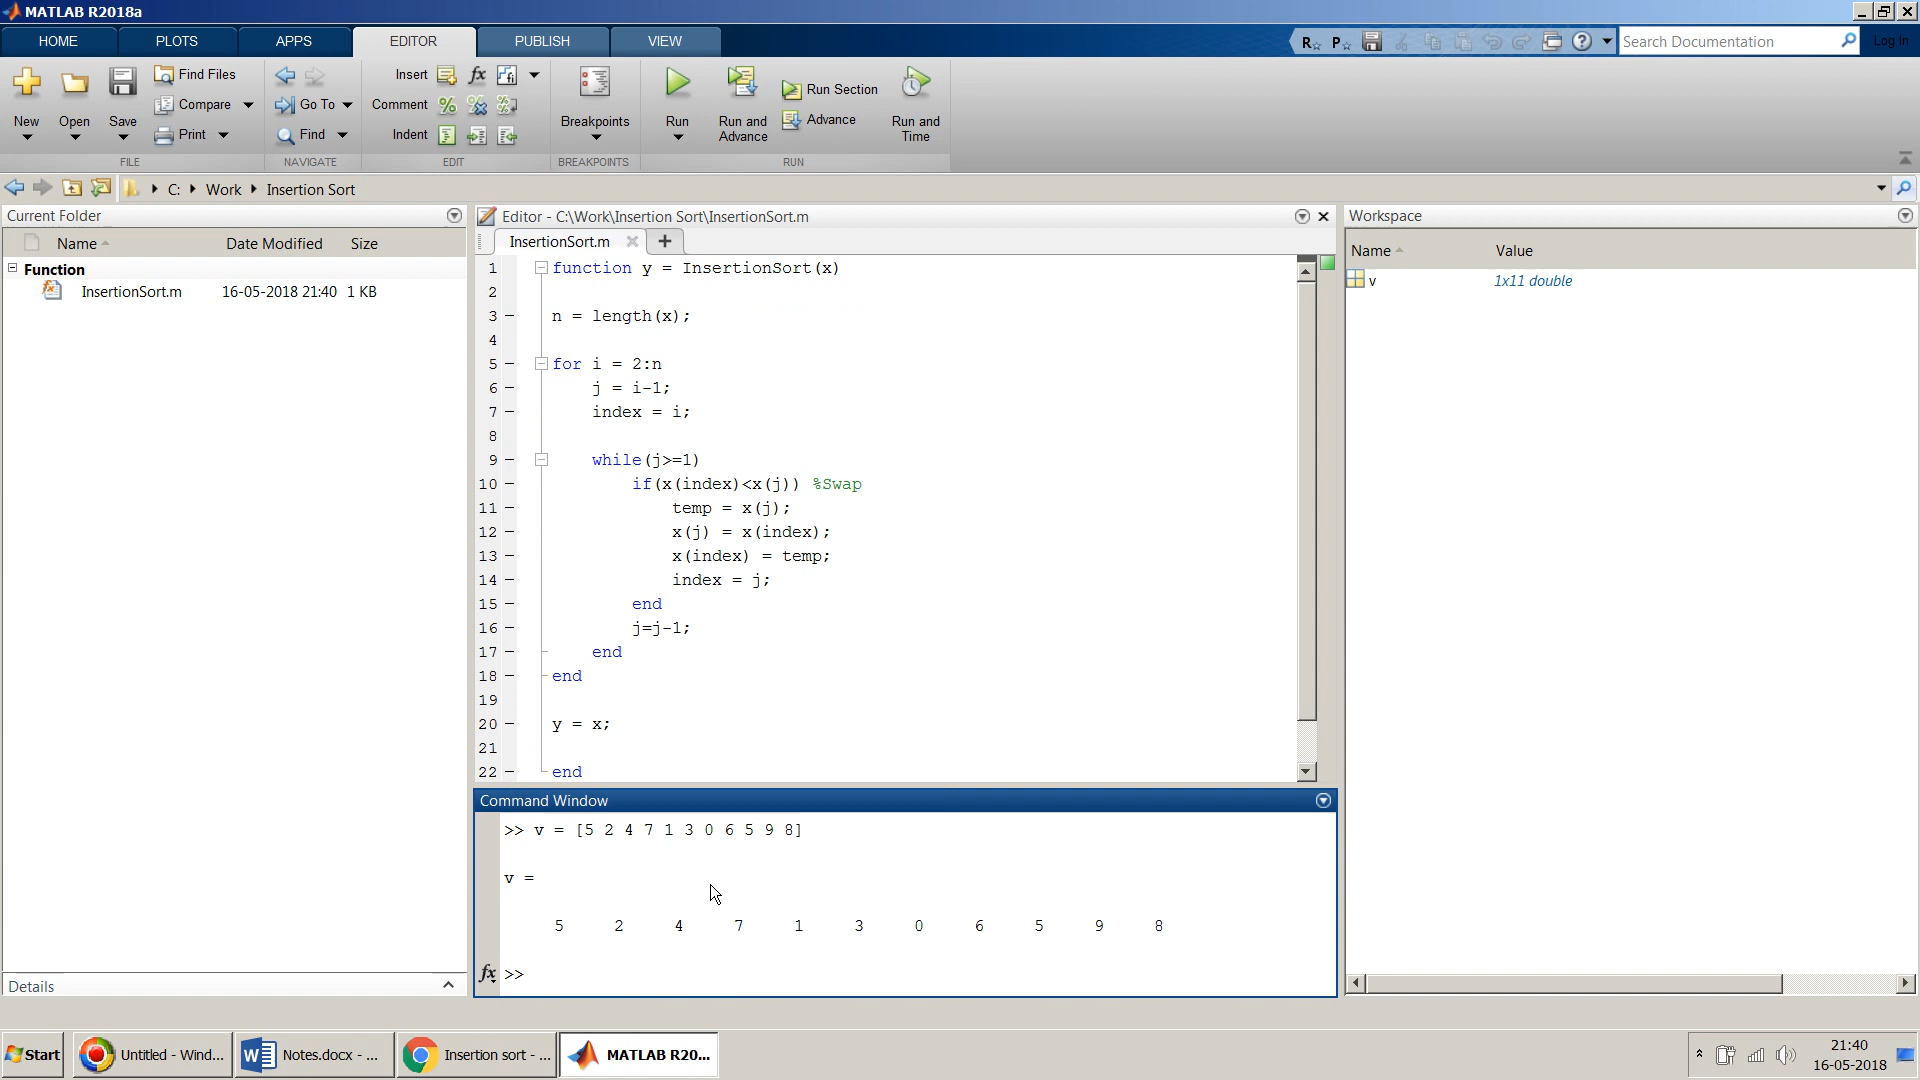 MATLAB R2018a
HOME PLOTS APPS EDITOR PUBLISH VIEW
Search Documentation Log In
New Open Save Find Files Compare Print
Go To Find
Insert Comment Indent
Breakpoints
Run Run and Advance Run Section Advance Run and Time
FILE NAVIGATE EDIT BREAKPOINTS RUN
C: Work Insertion Sort
Current Folder
Name Date Modified Size
Function
InsertionSort.m 16-05-2018 21:40 1 KB
Details
Editor - C:\Work\Insertion Sort\InsertionSort.m
InsertionSort.m
1 function y = InsertionSort(x)
2
3 - n = length(x);
4
5 - for i = 2:n
6 - j = i-1;
7 - index = i;
8
9 - while(j>=1)
10 - if(x(index)<x(j)) %Swap
11 - temp = x(j);
12 - x(j) = x(index);
13 - x(index) = temp;
14 - index = j;
15 - end
16 - j=j-1;
17 - end
18 - end
19
20 - y = x;
21
22 - end
Command Window
>> v = [5 2 4 7 1 3 0 6 5 9 8]
v =
5 2 4 7 1 3 0 6 5 9 8
fx >>
Workspace
Name Value
v 1x11 double
Start Untitled - Wind... Notes.docx - ... Insertion sort - ... MATLAB R20...
21:40
16-05-2018